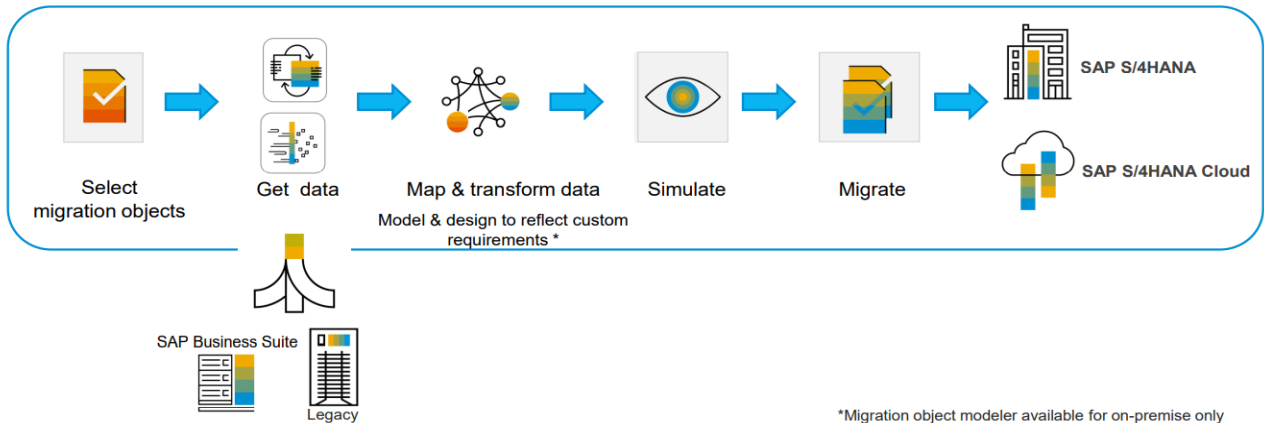 SAP S/4HANA
SAP S/4HANA Cloud
Select
migration objects
Get data
Map & transform data
Model & design to reflect custom
requirements *
Simulate
Migrate
SAP Business Suite
Legacy
*Migration object modeler available for on-premise only